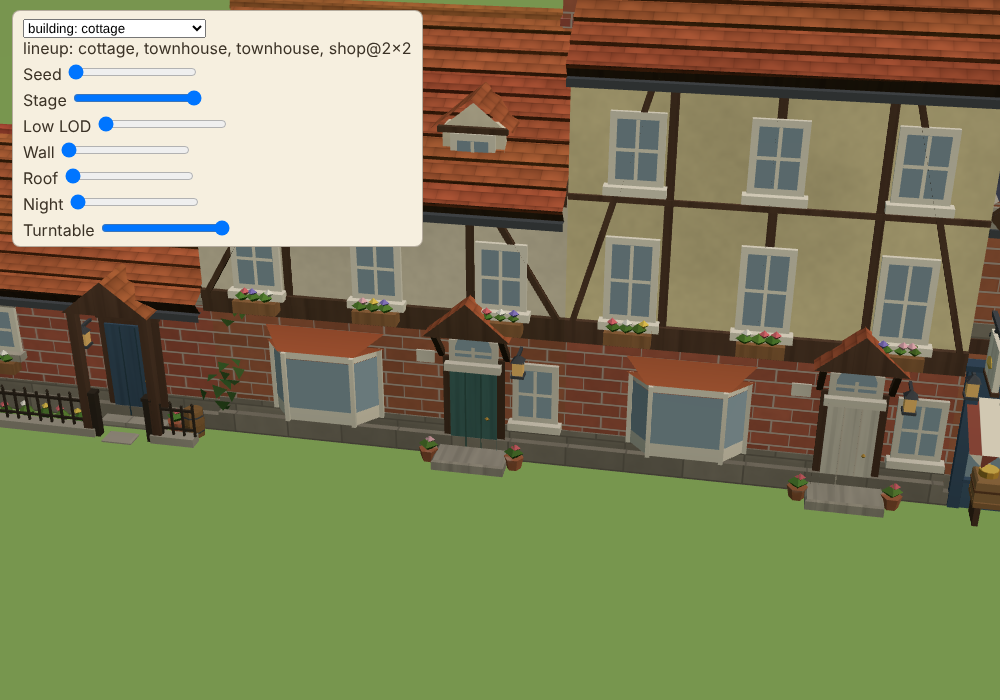 building: cottage
lineup: cottage, townhouse, townhouse, shop@2×2
Seed
Stage
Low LOD
Wall
Roof
Night
Turntable